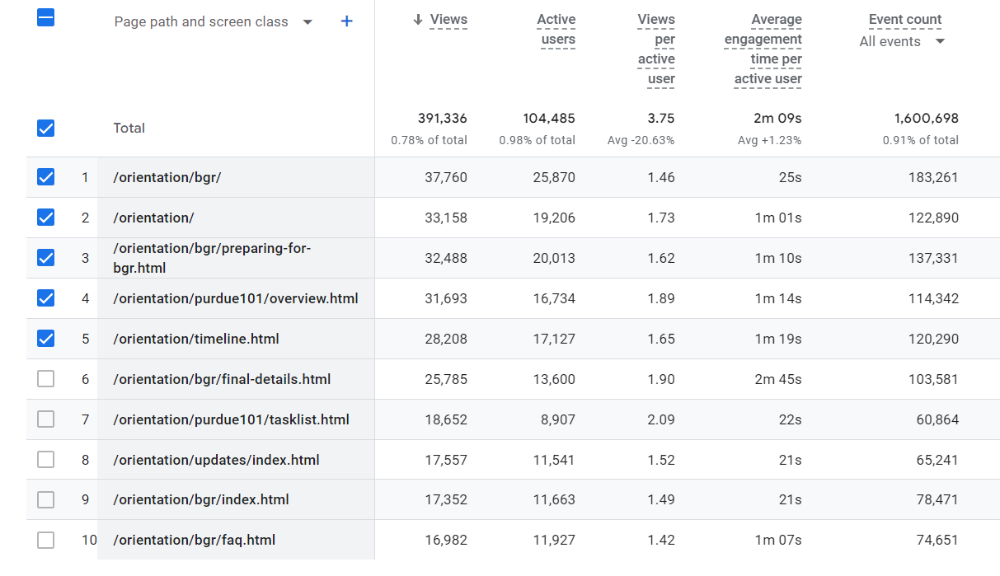 Page path and screen class
Views
Active users
Views per active user
Average engagement time per active user
Event count
All events
Total
391,336
104,485
3.75
2m 09s
1,600,698
0.78% of total
0.98% of total
Avg -20.63%
Avg +1.23%
0.91% of total
1 /orientation/bgr/ 37,760 25,870 1.46 25s 183,261
2 /orientation/ 33,158 19,206 1.73 1m 01s 122,890
3 /orientation/bgr/preparing-for-bgr.html 32,488 20,013 1.62 1m 10s 137,331
4 /orientation/purdue101/overview.html 31,693 16,734 1.89 1m 14s 114,342
5 /orientation/timeline.html 28,208 17,127 1.65 1m 19s 120,290
6 /orientation/bgr/final-details.html 25,785 13,600 1.90 2m 45s 103,581
7 /orientation/purdue101/tasklist.html 18,652 8,907 2.09 22s 60,864
8 /orientation/updates/index.html 17,557 11,541 1.52 21s 65,241
9 /orientation/bgr/index.html 17,352 11,663 1.49 21s 78,471
10 /orientation/bgr/faq.html 16,982 11,927 1.42 1m 07s 74,651